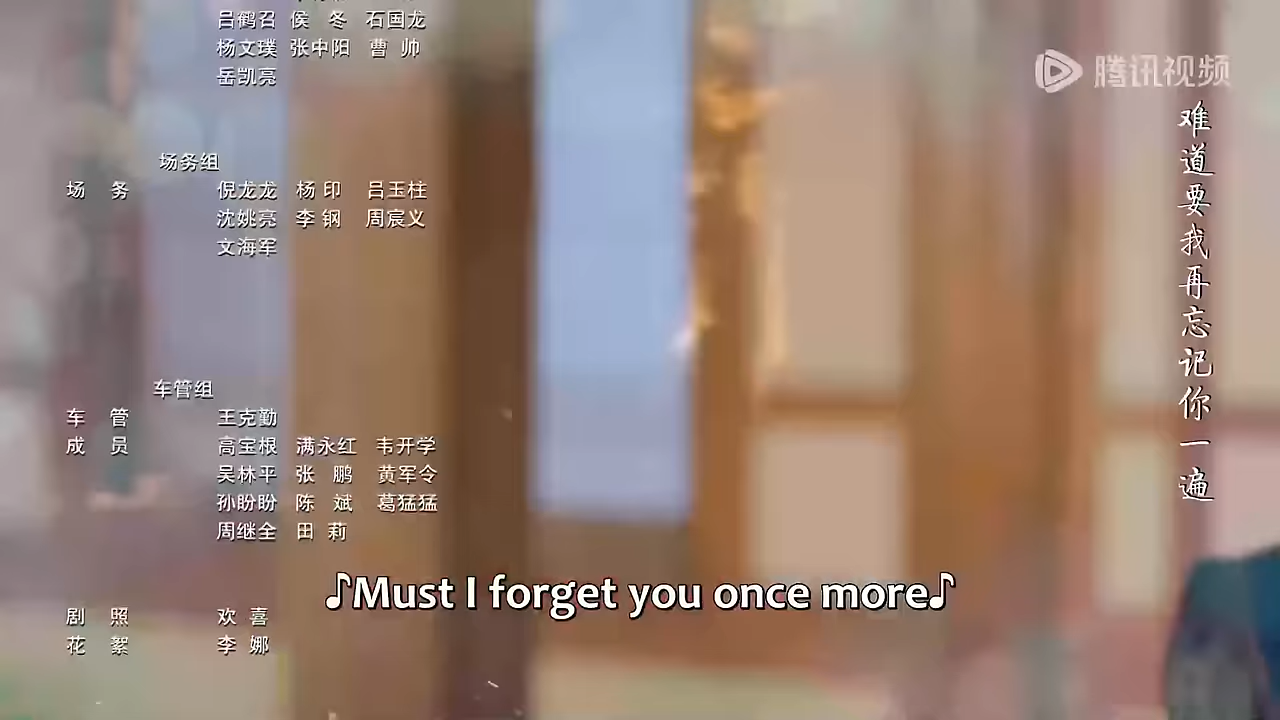 吕鹤召 侯 冬 石国龙
杨文璞 张中阳 曹 帅
岳凯亮
腾讯视频
难道要我再忘记你一遍
场务组
场 务 倪龙龙 杨 印 吕玉柱
沈姚亮 李 钢 周宸义
文海军
车管组
车 管 王克勤
成 员 高宝根 满永红 韦开学
吴林平 张 鹏 黄军令
孙盼盼 陈 斌 葛猛猛
周继全 田 莉
♪Must I forget you once more♪
剧 照 欢 喜
花 絮 李 娜